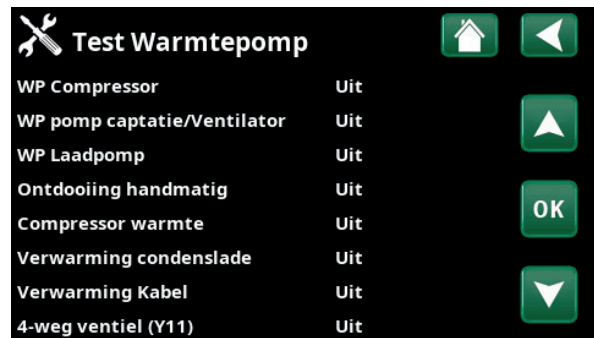 Test Warmtepomp
WP Compressor Uit
WP pomp captatie/Ventilator Uit
WP Laadpomp Uit
Ontdooiing handmatig Uit
OK
Compressor warmte Uit
Verwarming condenslade Uit
Verwarming Kabel Uit
4-weg ventiel (Y11) Uit